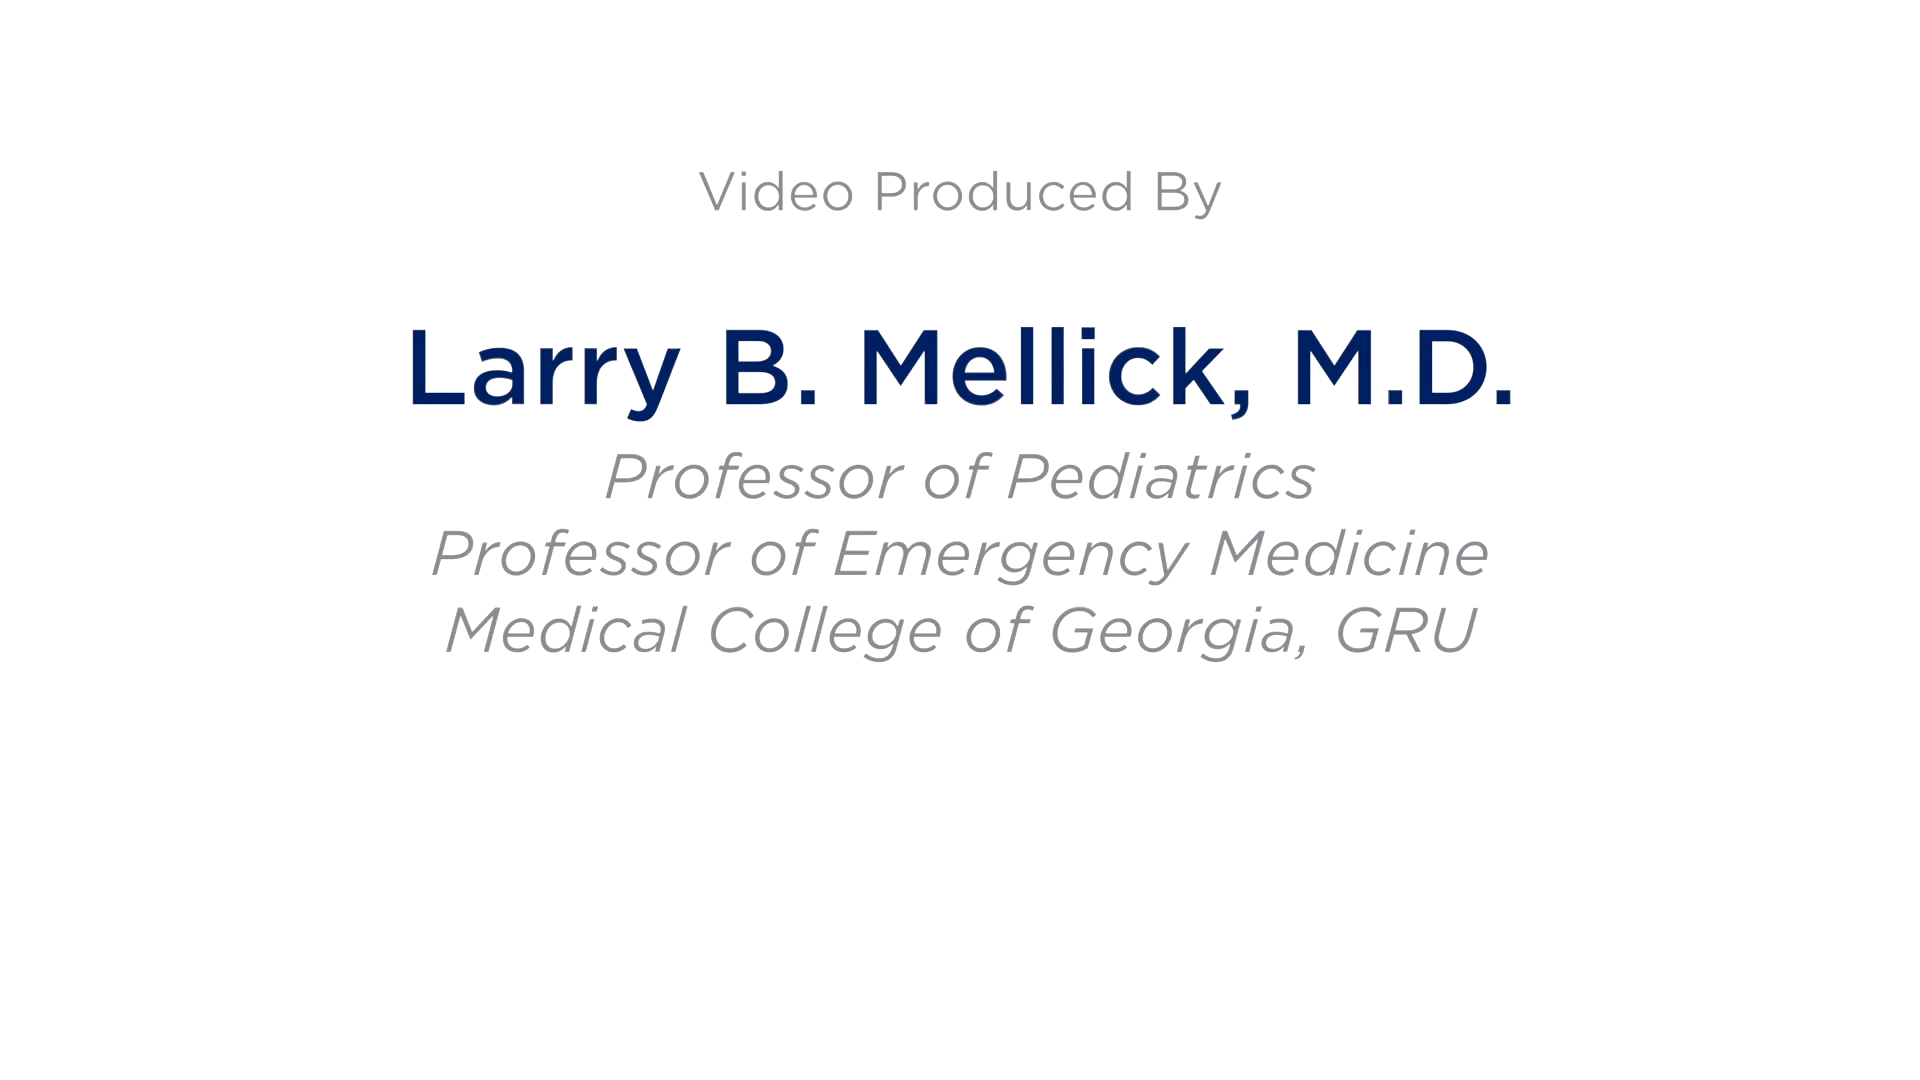 Video Produced By
Larry B. Mellick, M.D.
Professor of Pediatrics
Professor of Emergency Medicine
Medical College of Georgia, GRU